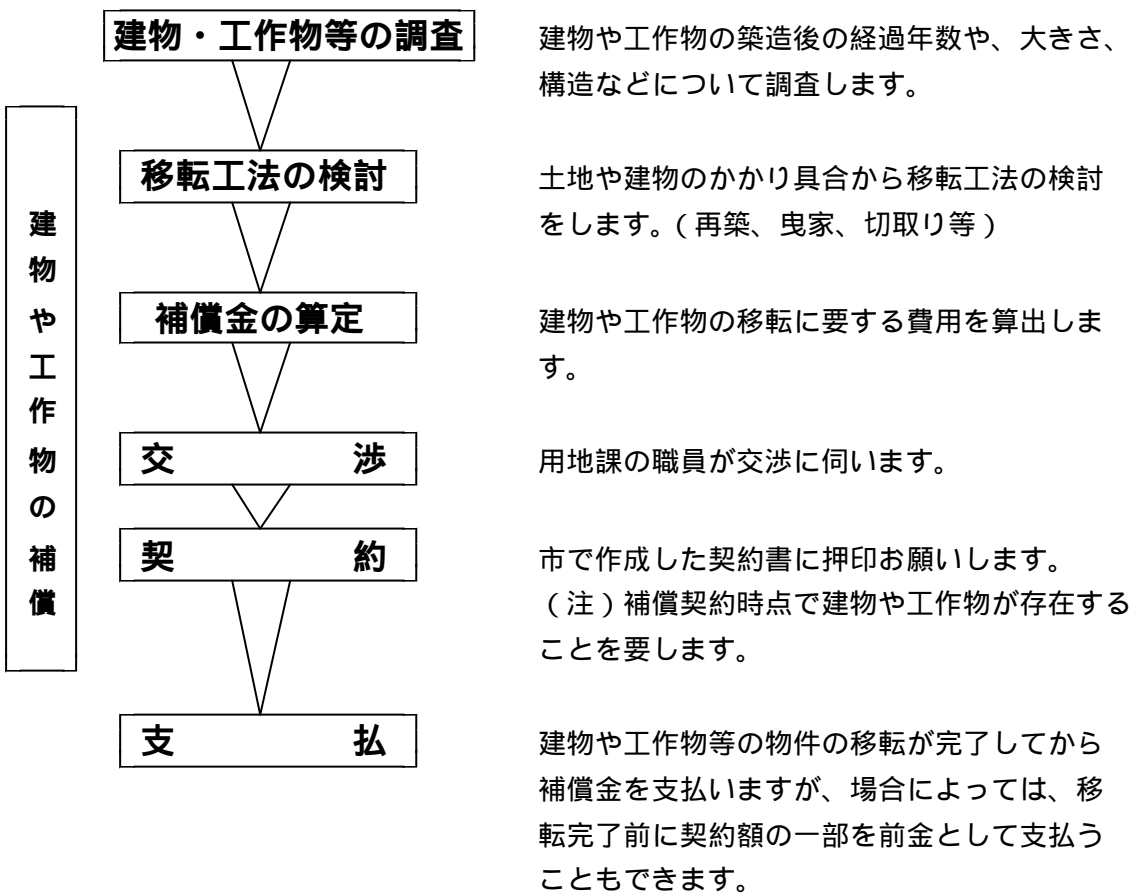 建物・工作物等の調査
建物や工作物の築造後の経過年数や、大きさ、
構造などについて調査します。
建物や工作物の補償
移転工法の検討
土地や建物のかかり具合から移転工法の検討
をします。(再築、曳家、切取り等)
補償金の算定
建物や工作物の移転に要する費用を算出しま
す。
交 渉
用地課の職員が交渉に伺います。
契 約
市で作成した契約書に押印お願いします。
(注)補償契約時点で建物や工作物が存在する
ことを要します。
支 払
建物や工作物等の物件の移転が完了してから
補償金を支払いますが、場合によっては、移
転完了前に契約額の一部を前金として支払う
こともできます。